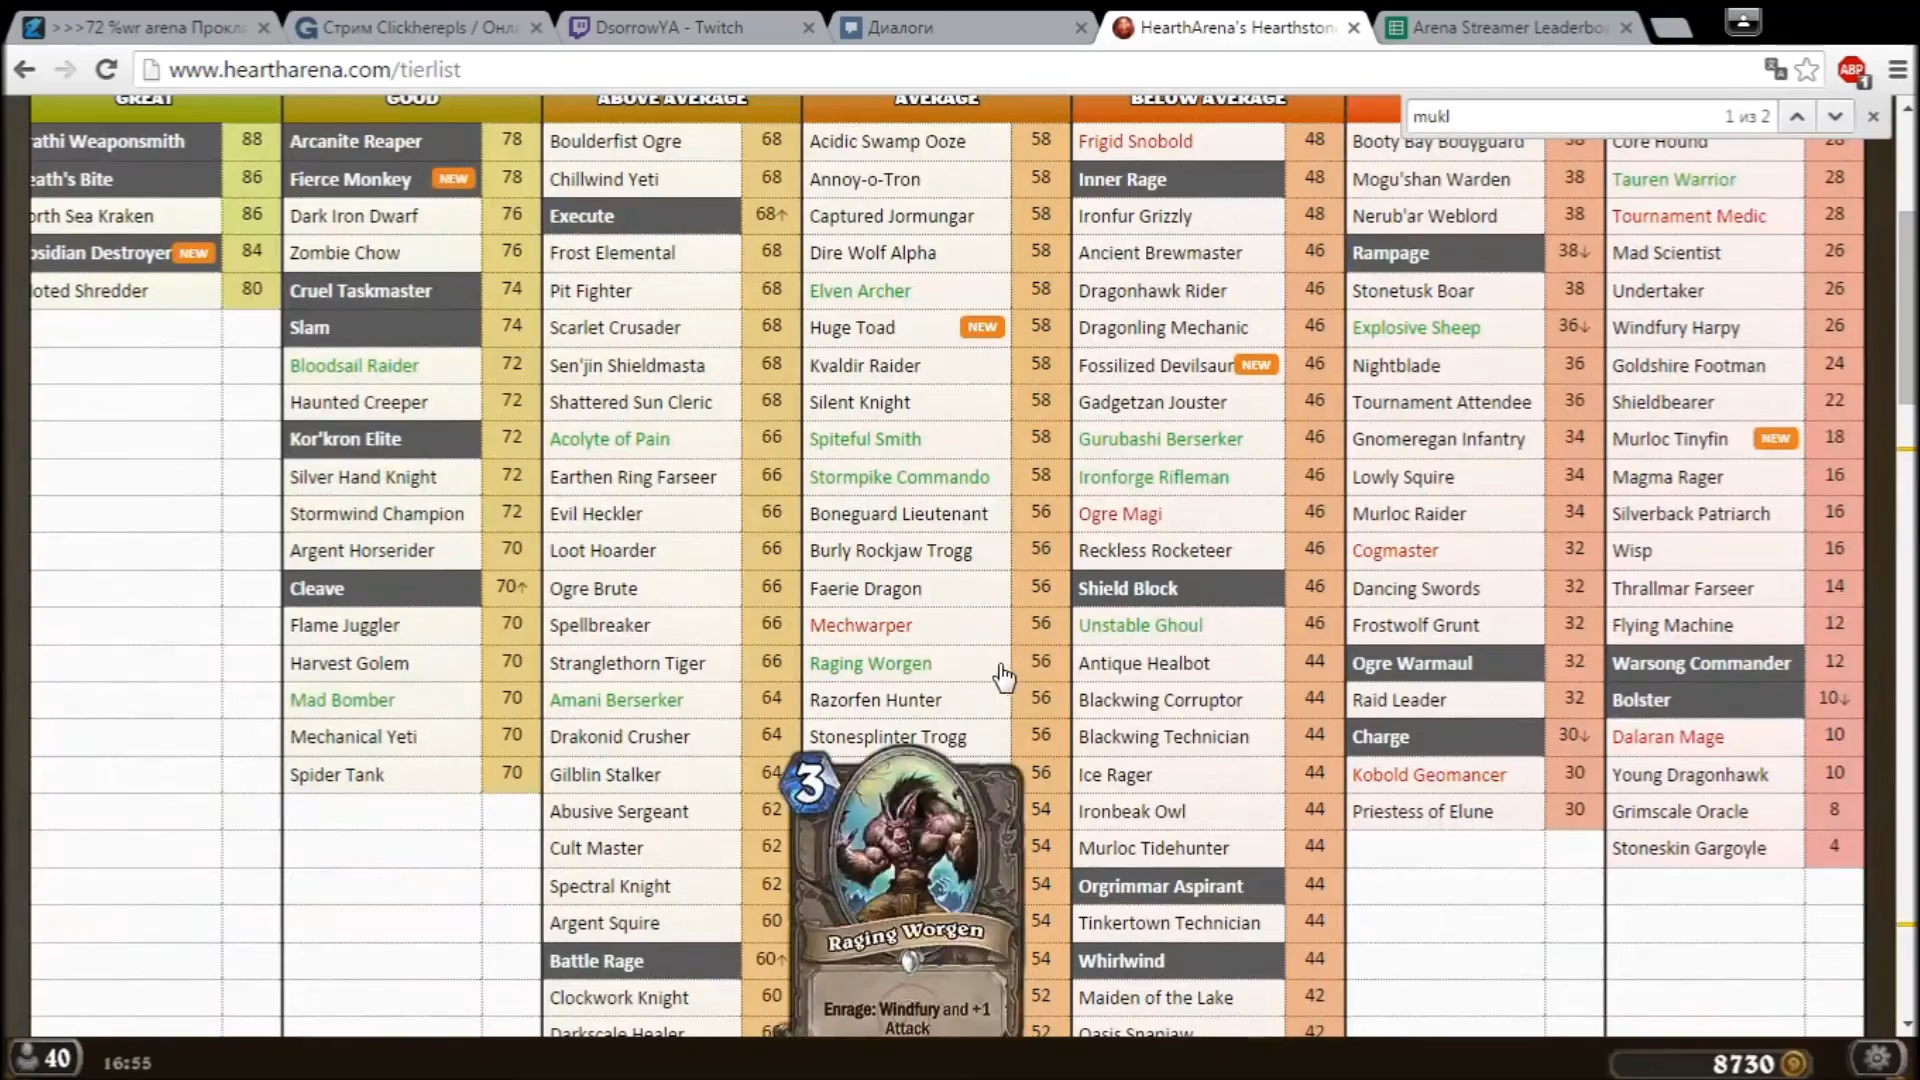 >>>72 %wr arena Прокл
Стрим Clickherepls / Онл
DsorrowYA - Twitch
Диалоги
HearthArena's Hearthston
Arena Streamer Leaderbo
www.heartharena.com/tierlist
ABP
1
mukl 1 из 2
GREAT
athi Weaponsmith 88
eath's Bite 86
orth Sea Kraken 86
bsidian Destroyer NEW 84
loted Shredder 80
GOOD
Arcanite Reaper 78
Fierce Monkey NEW 78
Dark Iron Dwarf 76
Zombie Chow 76
Cruel Taskmaster 74
Slam 74
Bloodsail Raider 72
Haunted Creeper 72
Kor'kron Elite 72
Silver Hand Knight 72
Stormwind Champion 72
Argent Horserider 70
Cleave 70↑
Flame Juggler 70
Harvest Golem 70
Mad Bomber 70
Mechanical Yeti 70
Spider Tank 70
ABOVE AVERAGE
Boulderfist Ogre 68
Chillwind Yeti 68
Execute 68↑
Frost Elemental 68
Pit Fighter 68
Scarlet Crusader 68
Sen'jin Shieldmasta 68
Shattered Sun Cleric 68
Acolyte of Pain 66
Earthen Ring Farseer 66
Evil Heckler 66
Loot Hoarder 66
Ogre Brute 66
Spellbreaker 66
Stranglethorn Tiger 66
Amani Berserker 64
Drakonid Crusher 64
Gilblin Stalker 64
Abusive Sergeant 62
Cult Master 62
Spectral Knight 62
Argent Squire 60
Battle Rage 60↑
Clockwork Knight 60
Darkscale Healer
AVERAGE
Acidic Swamp Ooze 58
Annoy-o-Tron 58
Captured Jormungar 58
Dire Wolf Alpha 58
Elven Archer 58
Huge Toad NEW 58
Kvaldir Raider 58
Silent Knight 58
Spiteful Smith 58
Stormpike Commando 58
Boneguard Lieutenant 56
Burly Rockjaw Trogg 56
Faerie Dragon 56
Mechwarper 56
Raging Worgen 56
Razorfen Hunter 56
Stonesplinter Trogg 56
56
54
54
54
54
54
52
52
3
Raging Worgen
Enrage: Windfury and +1
Attack
BELOW AVERAGE
Frigid Snobold 48
Inner Rage 48
Ironfur Grizzly 48
Ancient Brewmaster 46
Dragonhawk Rider 46
Dragonling Mechanic 46
Fossilized Devilsaur NEW 46
Gadgetzan Jouster 46
Gurubashi Berserker 46
Ironforge Rifleman 46
Ogre Magi 46
Reckless Rocketeer 46
Shield Block 46
Unstable Ghoul 46
Antique Healbot 44
Blackwing Corruptor 44
Blackwing Technician 44
Ice Rager 44
Ironbeak Owl 44
Murloc Tidehunter 44
Orgrimmar Aspirant 44
Tinkertown Technician 44
Whirlwind 44
Maiden of the Lake 42
Oasis Snapjaw 42
Booty Bay Bodyguard 38
Mogu'shan Warden 38
Nerub'ar Weblord 38
Rampage 38↓
Stonetusk Boar 38
Explosive Sheep 36↓
Nightblade 36
Tournament Attendee 36
Gnomeregan Infantry 34
Lowly Squire 34
Murloc Raider 34
Cogmaster 32
Dancing Swords 32
Frostwolf Grunt 32
Ogre Warmaul 32
Raid Leader 32
Charge 30↓
Kobold Geomancer 30
Priestess of Elune 30
Core Hound 28
Tauren Warrior 28
Tournament Medic 28
Mad Scientist 26
Undertaker 26
Windfury Harpy 26
Goldshire Footman 24
Shieldbearer 22
Murloc Tinyfin NEW 18
Magma Rager 16
Silverback Patriarch 16
Wisp 16
Thrallmar Farseer 14
Flying Machine 12
Warsong Commander 12
Bolster 10↓
Dalaran Mage 10
Young Dragonhawk 10
Grimscale Oracle 8
Stoneskin Gargoyle 4
40
16:55
8730